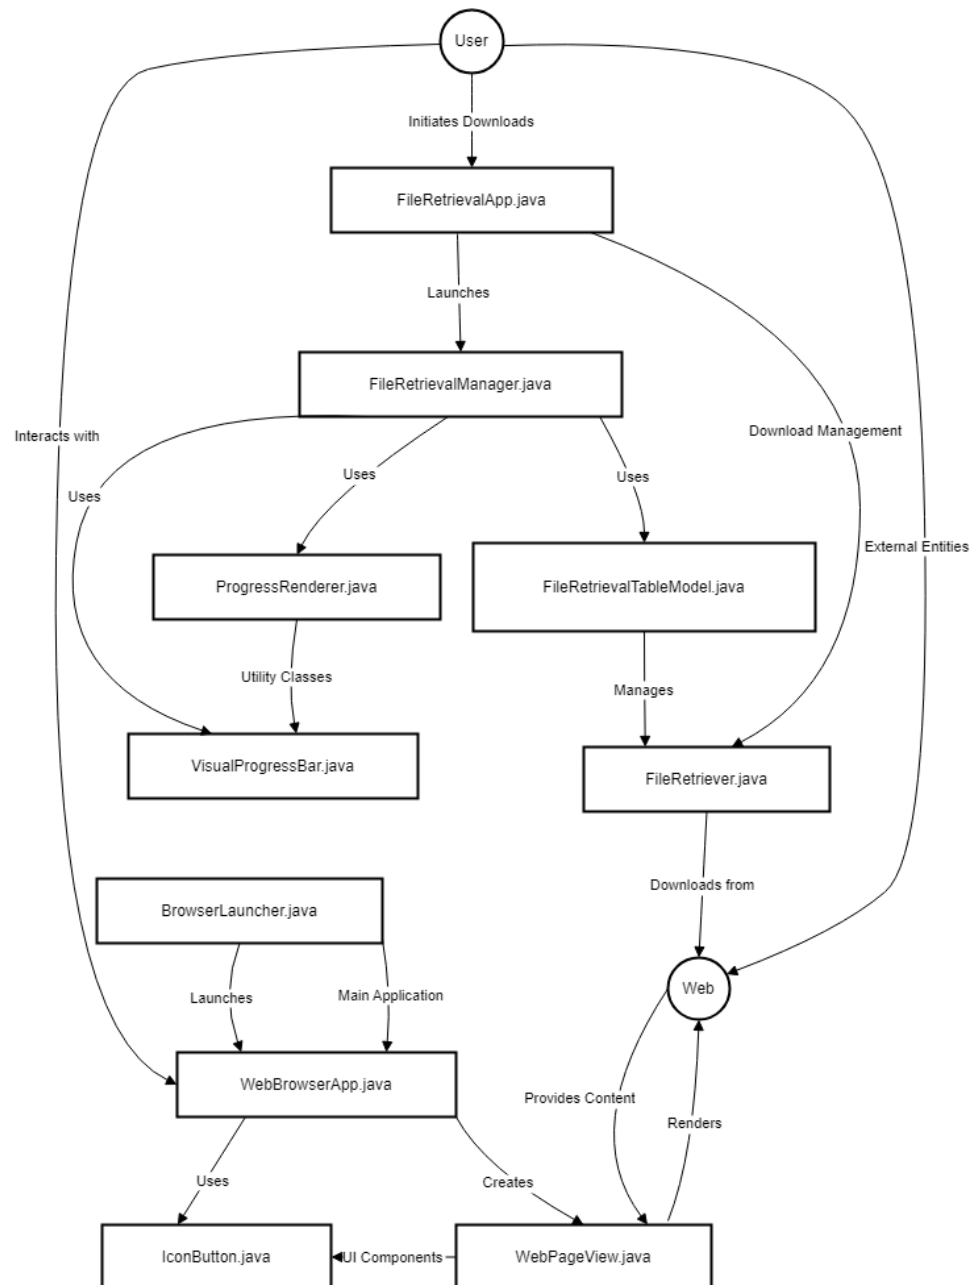 User
Initiates Downloads
FileRetrievalApp.java
Launches
FileRetrievalManager.java
Download Management
Interacts with
Uses
Uses
Uses
External Entities
ProgressRenderer.java
FileRetrievalTableModel.java
Utility Classes
Manages
VisualProgressBar.java
FileRetriever.java
Downloads from
BrowserLauncher.java
Web
Launches
Main Application
WebBrowserApp.java
Provides Content
Renders
Uses
Creates
IconButton.java
UI Components
WebPageView.java